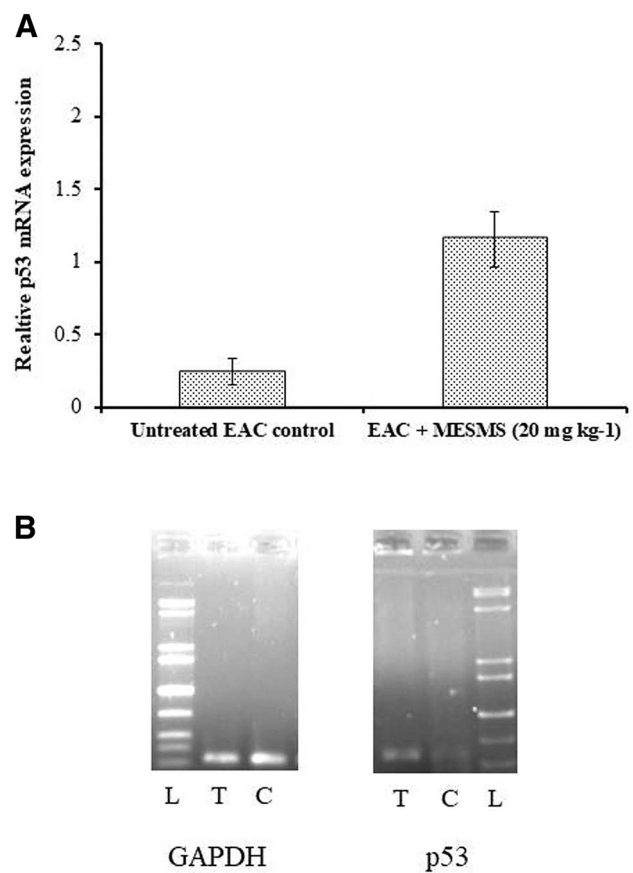 A
2.5
2
1.5
1
0.5
0
Realtive p53 mRNA expression
Untreated EAC control
EAC + MESMS (20 mg kg-1)
B
L T C
T C L
GAPDH
p53